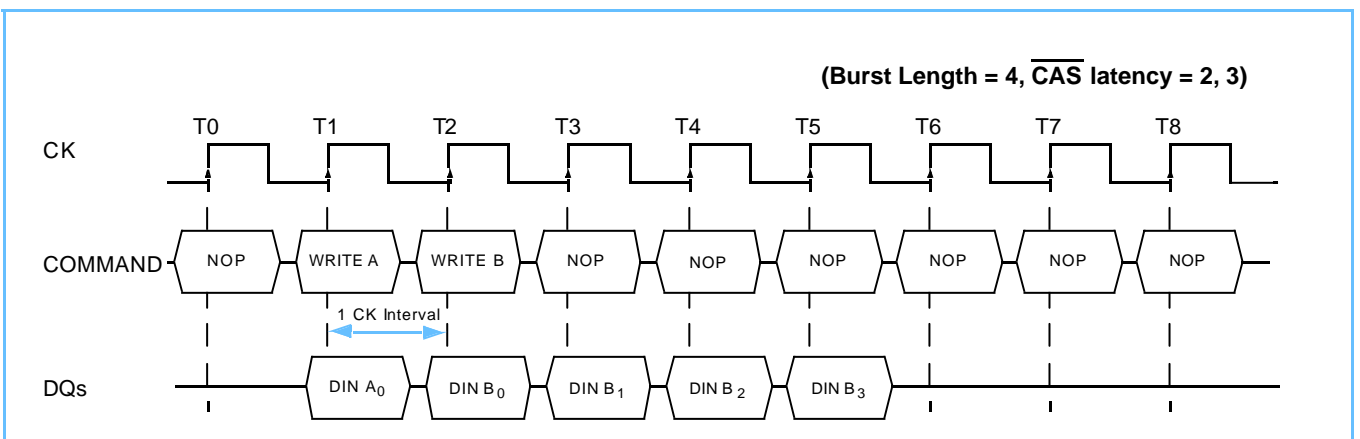 (Burst Length = 4, CAS latency = 2, 3)
T0 T1 T2 T3 T4 T5 T6 T7 T8
CK
COMMAND NOP WRITE A WRITE B NOP NOP NOP NOP NOP NOP
1 CK Interval
DQs DIN A0 DIN B0 DIN B1 DIN B2 DIN B3